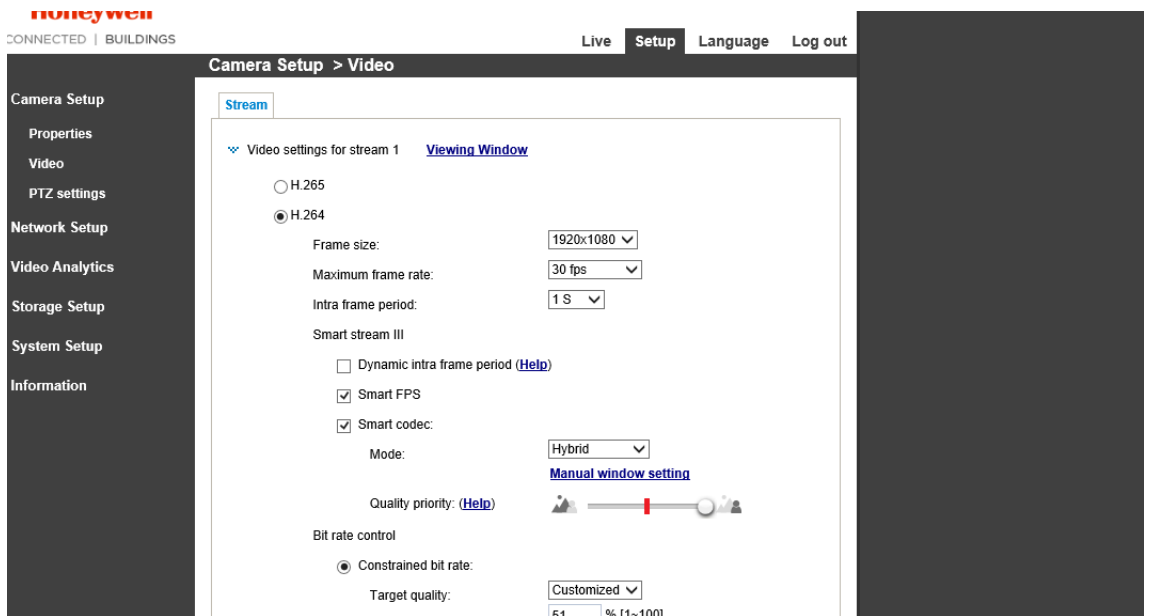 Honeywell
CONNECTED | BUILDINGS
Live Setup Language Log out
Camera Setup > Video
Camera Setup
Properties
Video
PTZ settings
Network Setup
Video Analytics
Storage Setup
System Setup
Information
Stream
Video settings for stream 1 Viewing Window
H.265
H.264
Frame size: 1920x1080
Maximum frame rate: 30 fps
Intra frame period: 1 S
Smart stream III
Dynamic intra frame period (Help)
Smart FPS
Smart codec:
Mode: Hybrid
Manual window setting
Quality priority: (Help)
Bit rate control
Constrained bit rate:
Target quality: Customized
51 % [1~100]